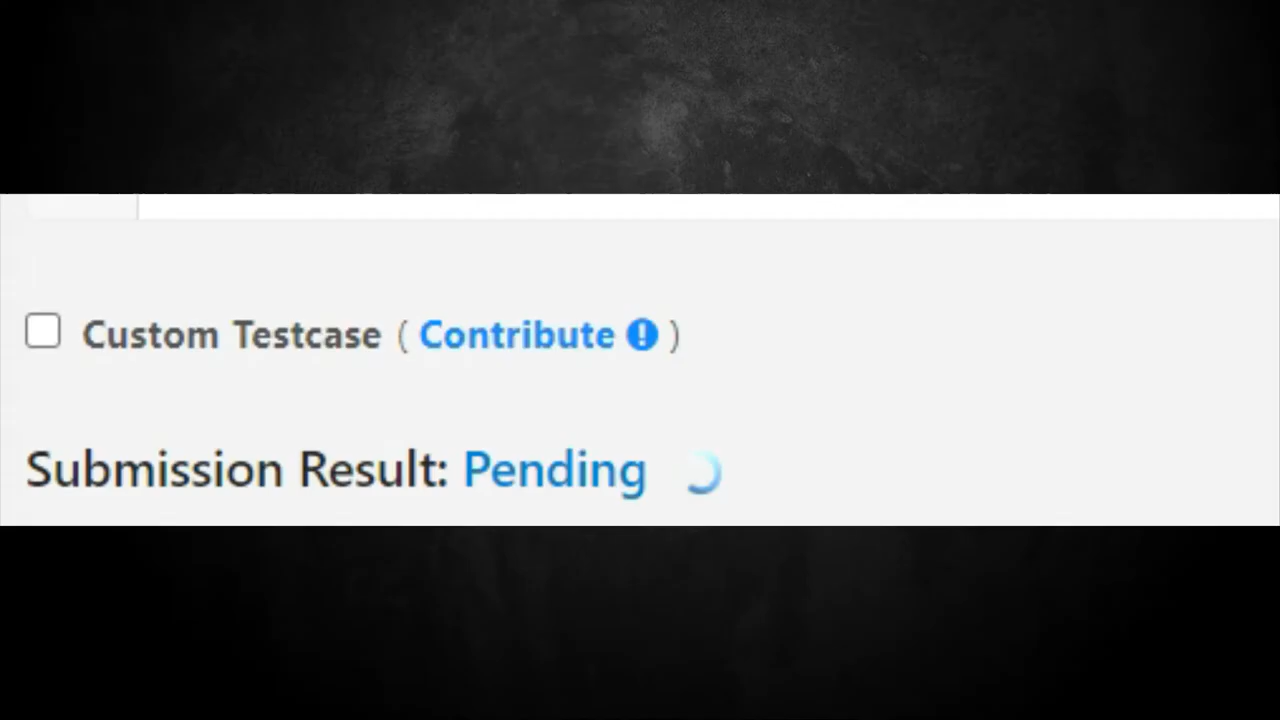 Custom Testcase ( Contribute )
Submission Result: Pending